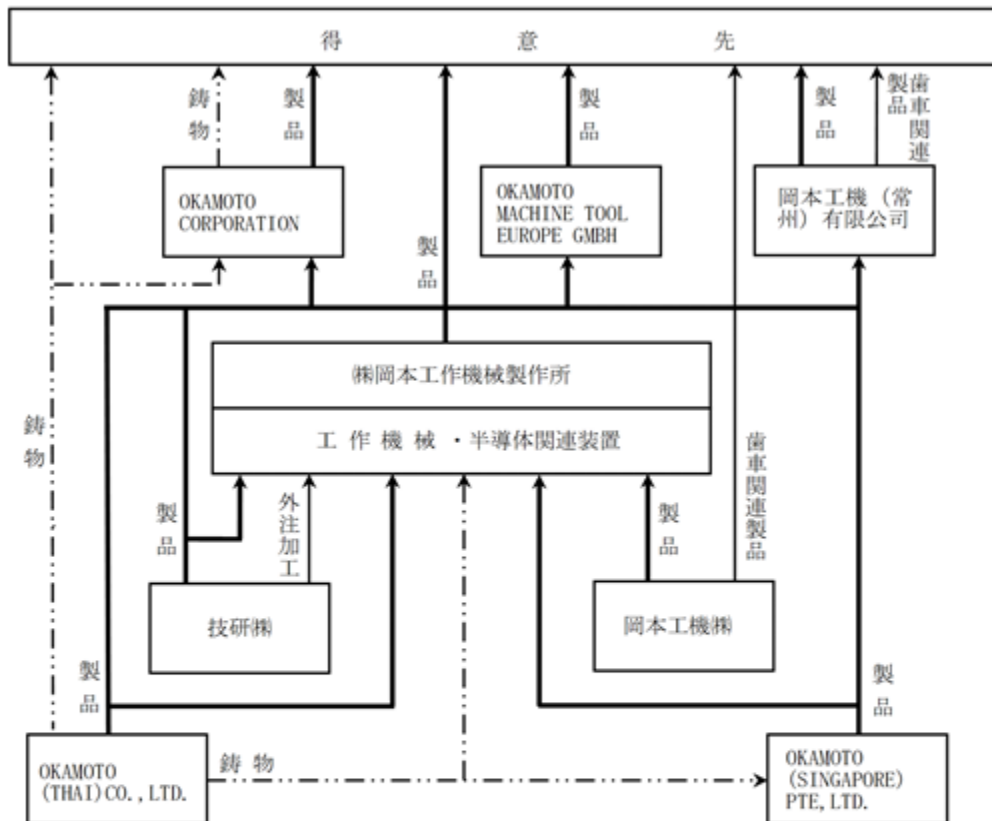 得意先
鋳物
製品
製品
製品
歯車関連
製品
OKAMOTO
CORPORATION
OKAMOTO
MACHINE TOOL
EUROPE GMBH
岡本工機（常
州）有限公司
製品
㈱岡本工作機械製作所
工作機械・半導体関連装置
鋳物
製品
外注加工
製品
歯車関連製品
技研㈱
岡本工機㈱
製品
製品
OKAMOTO
(THAI)CO.,LTD.
鋳物
OKAMOTO
(SINGAPORE)
PTE,LTD.